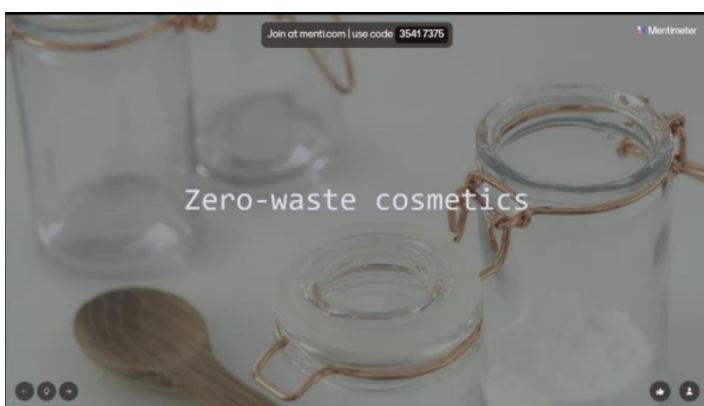 Join at menti.com | use code 3541 7375
Mentimeter
Zero-waste cosmetics